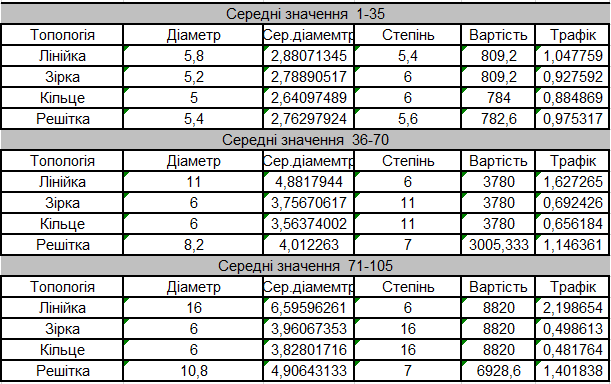 Середні значення 1-35
Топологія Діаметр Сер.діамемтр Степінь Вартість Трафік
Лінійка 5,8 2,88071345 5,4 809,2 1,047759
Зірка 5,2 2,78890517 6 809,2 0,927592
Кільце 5 2,64097489 6 784 0,884869
Решітка 5,4 2,76297924 5,6 782,6 0,975317
Середні значення 36-70
Топологія Діаметр Сер.діамемтр Степінь Вартість Трафік
Лінійка 11 4,8817944 6 3780 1,627265
Зірка 6 3,75670617 11 3780 0,692426
Кільце 6 3,56374002 11 3780 0,656184
Решітка 8,2 4,012263 7 3005,333 1,146361
Середні значення 71-105
Топологія Діаметр Сер.діамемтр Степінь Вартість Трафік
Лінійка 16 6,59596261 6 8820 2,198654
Зірка 6 3,96067353 16 8820 0,498613
Кільце 6 3,82801716 16 8820 0,481764
Решітка 10,8 4,90643133 7 6928,6 1,401838